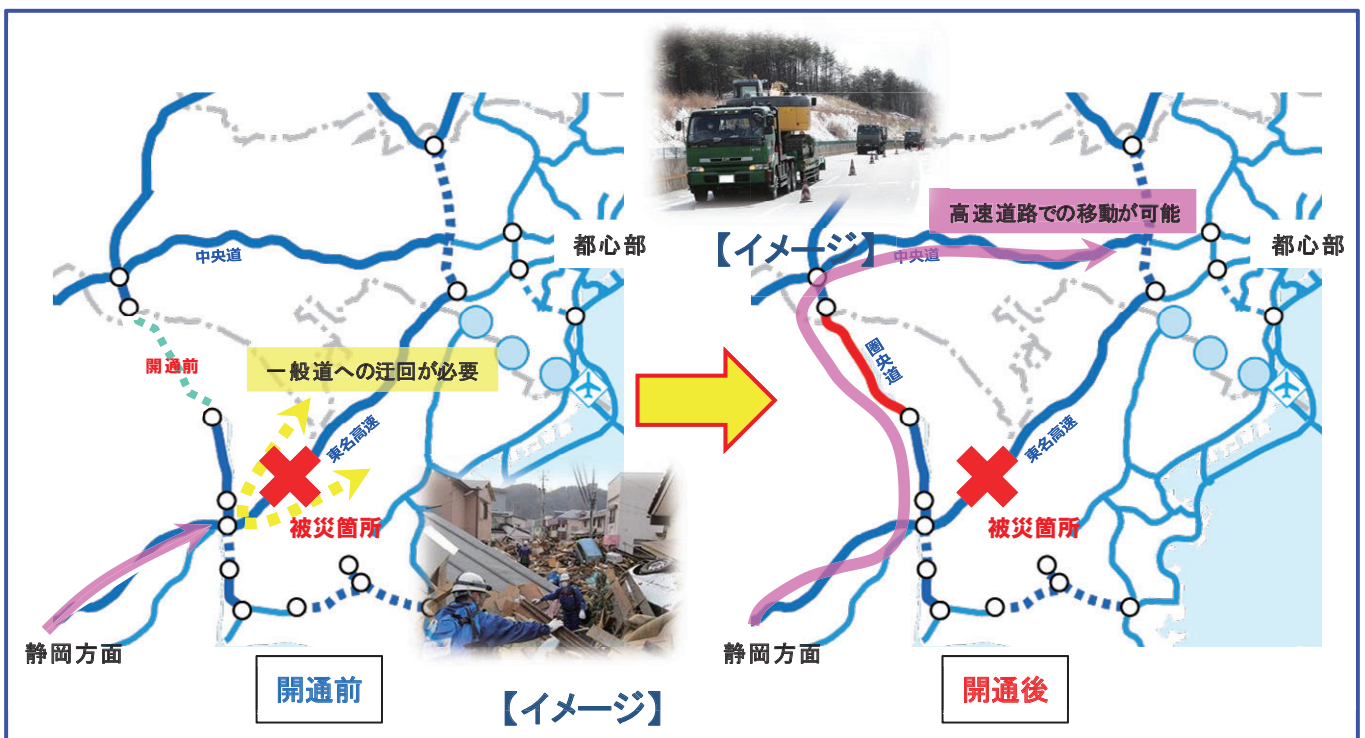 都心部
中央道
開通前
一般道への迂回が必要
東名高速
被災箇所
静岡方面
開通前
【イメージ】
【イメージ】
高速道路での移動が可能
都心部
中央道
圏央道
東名高速
被災箇所
静岡方面
開通後